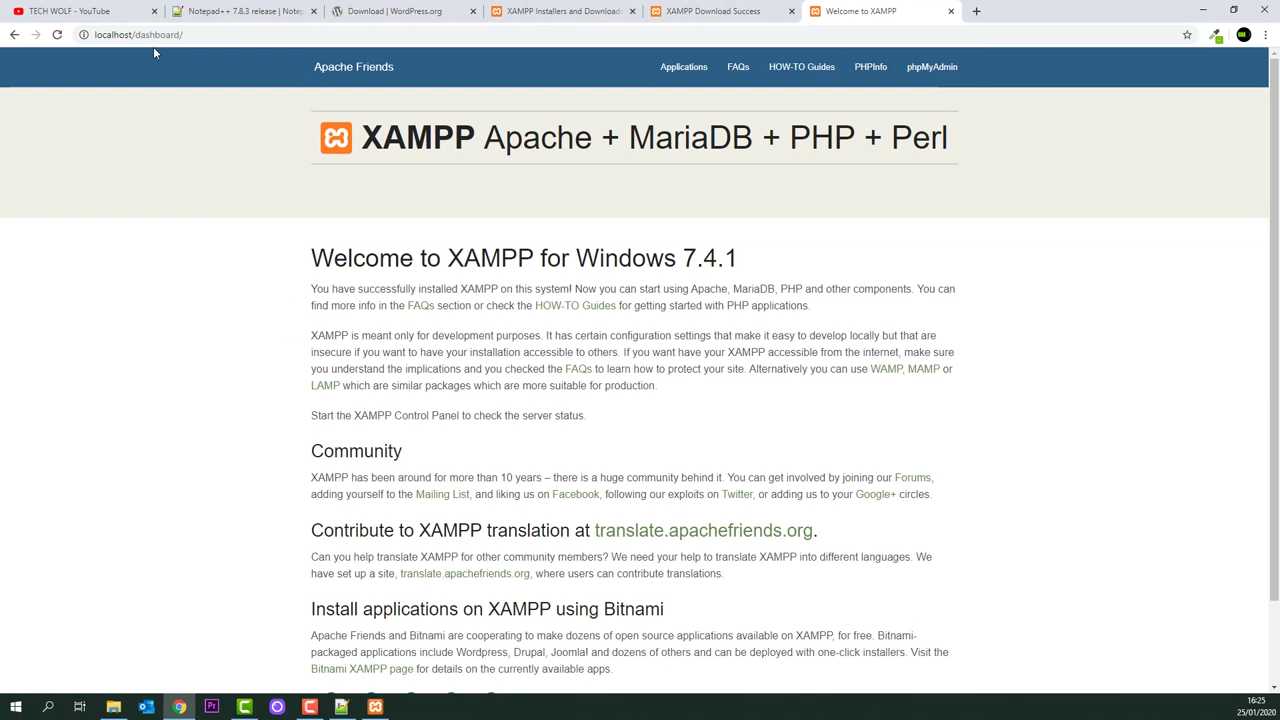 TECH WOLF - YouTube
Notepad++ 7.8.3 release | Notep
Download | WordPress.org
XAMPP Installers and Download
XAMPP Download Success
Welcome to XAMPP
localhost/dashboard/
Apache Friends
Applications
FAQs
HOW-TO Guides
PHPInfo
phpMyAdmin
XAMPP Apache + MariaDB + PHP + Perl
Welcome to XAMPP for Windows 7.4.1
You have successfully installed XAMPP on this system! Now you can start using Apache, MariaDB, PHP and other components. You can
find more info in the FAQs section or check the HOW-TO Guides for getting started with PHP applications.
XAMPP is meant only for development purposes. It has certain configuration settings that make it easy to develop locally but that are
insecure if you want to have your installation accessible to others. If you want have your XAMPP accessible from the internet, make sure
you understand the implications and you checked the FAQs to learn how to protect your site. Alternatively you can use WAMP, MAMP or
LAMP which are similar packages which are more suitable for production.
Start the XAMPP Control Panel to check the server status.
Community
XAMPP has been around for more than 10 years – there is a huge community behind it. You can get involved by joining our Forums,
adding yourself to the Mailing List, and liking us on Facebook, following our exploits on Twitter, or adding us to your Google+ circles.
Contribute to XAMPP translation at translate.apachefriends.org.
Can you help translate XAMPP for other community members? We need your help to translate XAMPP into different languages. We
have set up a site, translate.apachefriends.org, where users can contribute translations.
Install applications on XAMPP using Bitnami
Apache Friends and Bitnami are cooperating to make dozens of open source applications available on XAMPP, for free. Bitnami-
packaged applications include Wordpress, Drupal, Joomla! and dozens of others and can be deployed with one-click installers. Visit the
Bitnami XAMPP page for details on the currently available apps.
Pr
16:25
25/01/2020